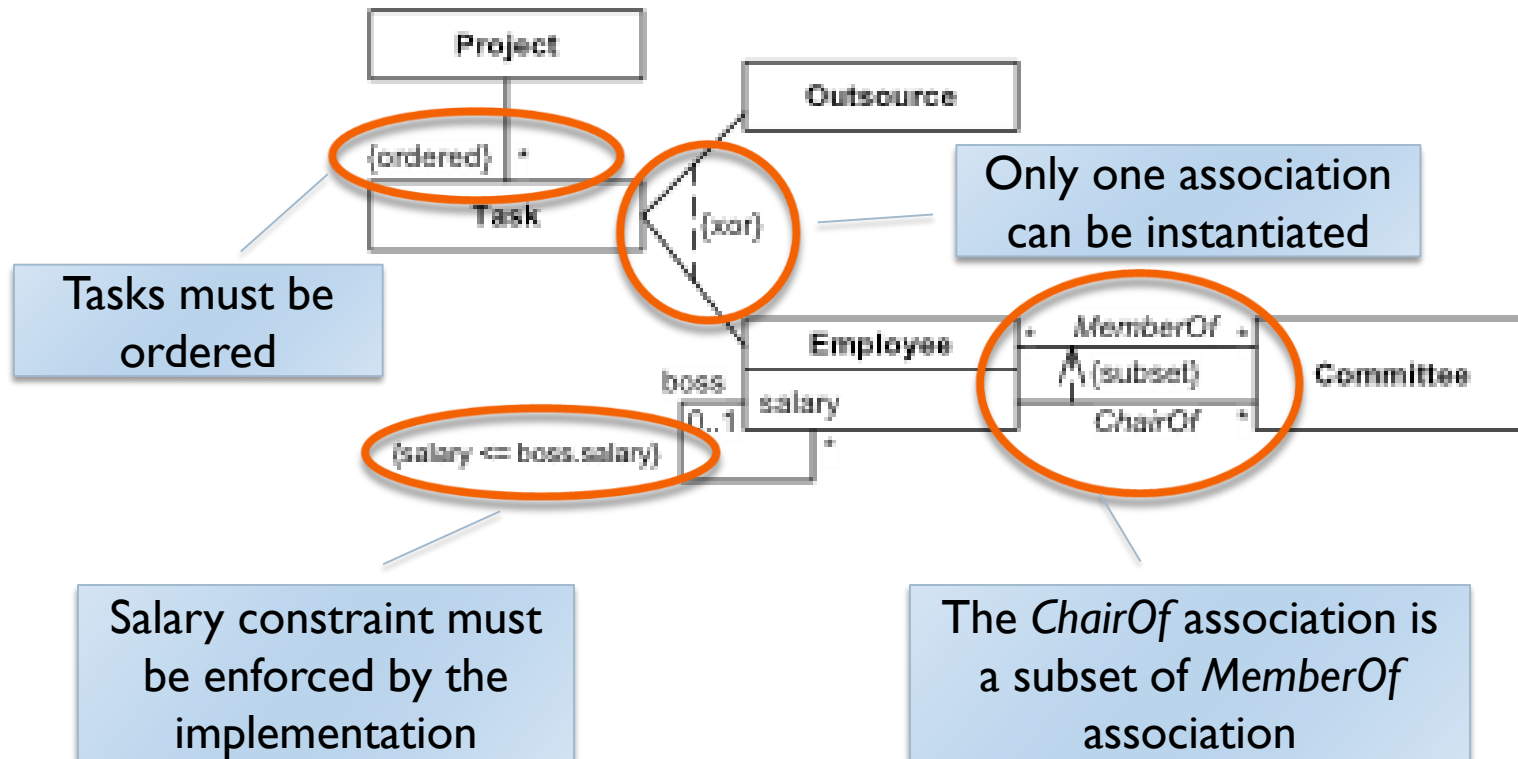 Project
Outsource
{ordered} *
Task
{xor}
Only one association
can be instantiated
Tasks must be
ordered
Employee
salary
boss
0..1
*
{salary <= boss.salary}
* MemberOf *
{subset}
ChairOf *
Committee
Salary constraint must
be enforced by the
implementation
The ChairOf association is
a subset of MemberOf
association